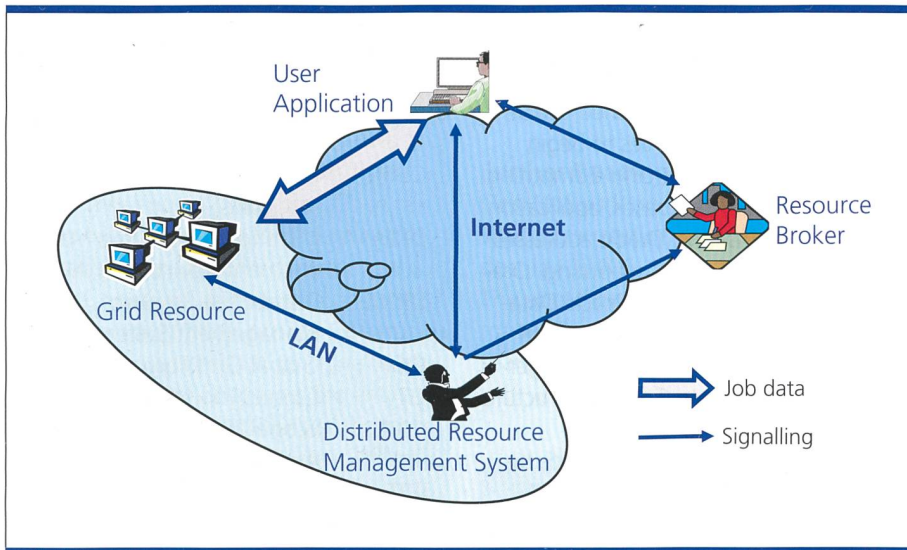 User
Application
Internet
Resource
Broker
Grid Resource
LAN
Distributed Resource
Management System
Job data
Signalling